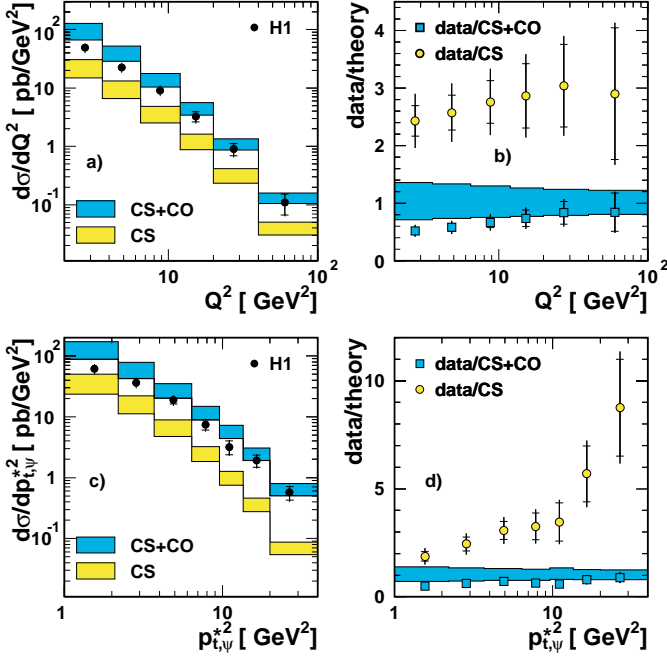 dσ/dQ² [ pb/GeV²]
10²
10
1
10⁻¹
H1
a)
CS+CO
CS
10
10²
Q² [ GeV²]
data/theory
4
3
2
1
0
data/CS+CO
data/CS
b)
10
10²
Q² [ GeV²]
dσ/dp*²t,ψ [ pb/GeV²]
10²
10
1
10⁻¹
H1
c)
CS+CO
CS
1
10
p*²t,ψ [ GeV²]
data/theory
10
5
0
data/CS+CO
data/CS
d)
1
10
p*²t,ψ [ GeV²]